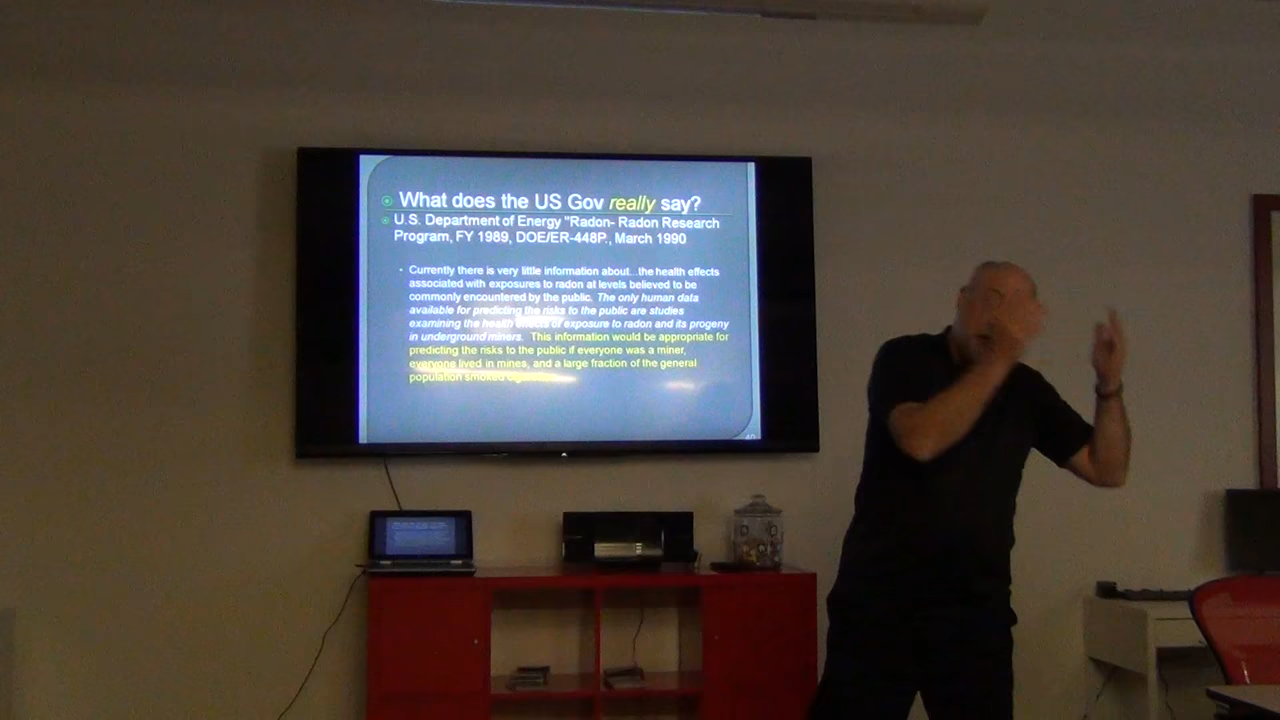 What does the US Gov really say?
U.S. Department of Energy "Radon- Radon Research
Program, FY 1989, DOE/ER-448P., March 1990
Currently there is very little information about...the health effects
associated with exposures to radon at levels believed to be
commonly encountered by the public. The only human data
available for predicting the risks to the public are studies
examining the health effects of exposure to radon and its progeny
in underground miners. This information would be appropriate for
predicting the risks to the public if everyone was a miner,
everyone lived in mines, and a large fraction of the general
population smoked
40